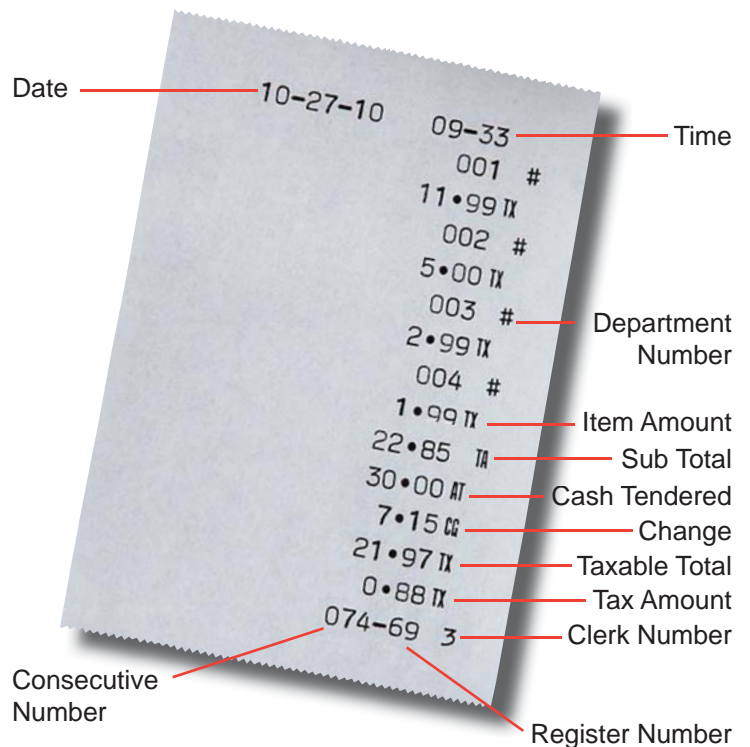 Date
10-27-10 09-33
Time
001 #
11•99 TX
002 #
5•00 TX
003 #
Department
Number
2•99 TX
004 #
1•99 TX
Item Amount
22•85 TA
Sub Total
30•00 AT
Cash Tendered
7•15 CG
Change
21•97 TX
Taxable Total
0•88 TX
Tax Amount
074-69 3
Clerk Number
Consecutive
Number
Register Number